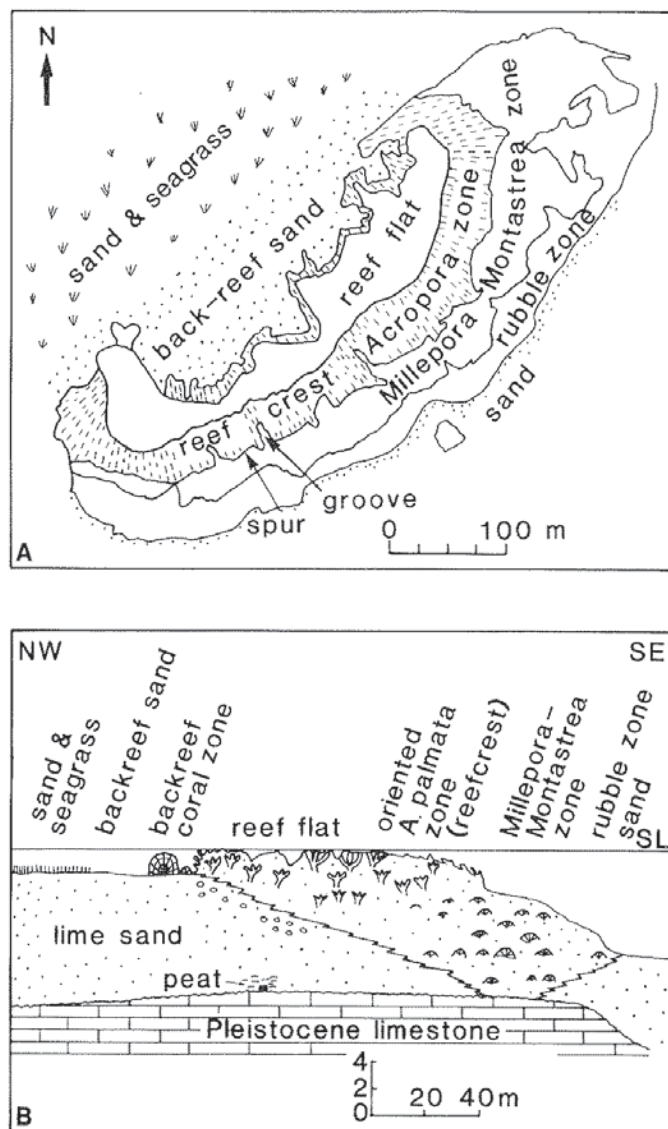 N
sand & seagrass
back-reef sand
reef flat
Acropora zone
Montastrea zone
Millepora
rubble zone
sand
reef crest
groove
spur
0 100 m
A
NW
SE
sand &
seagrass
backreef sand
backreef
coral zone
reef flat
oriented
A. palmata
zone
(reefcrest)
Millepora-
Montastrea
zone
rubble zone
sand
SL
lime sand
peat
Pleistocene limestone
4
2
0
20 40m
B